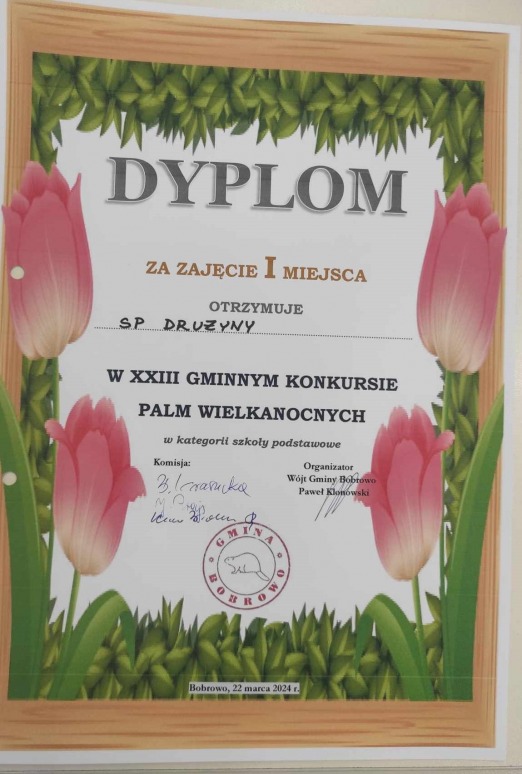 DYPLOM
ZA ZAJĘCIE I MIEJSCA
OTRZYMUJE
SP DRUŻYNY
W XXIII GMINNYM KONKURSIE
PALM WIELKANOCNYCH
w kategorii szkoły podstawowe
Komisja:
Organizator
Wójt Gminy Bobrowo
Paweł Klonowski
GMINA
BOBROWO
Bobrowo, 22 marca 2024 r.